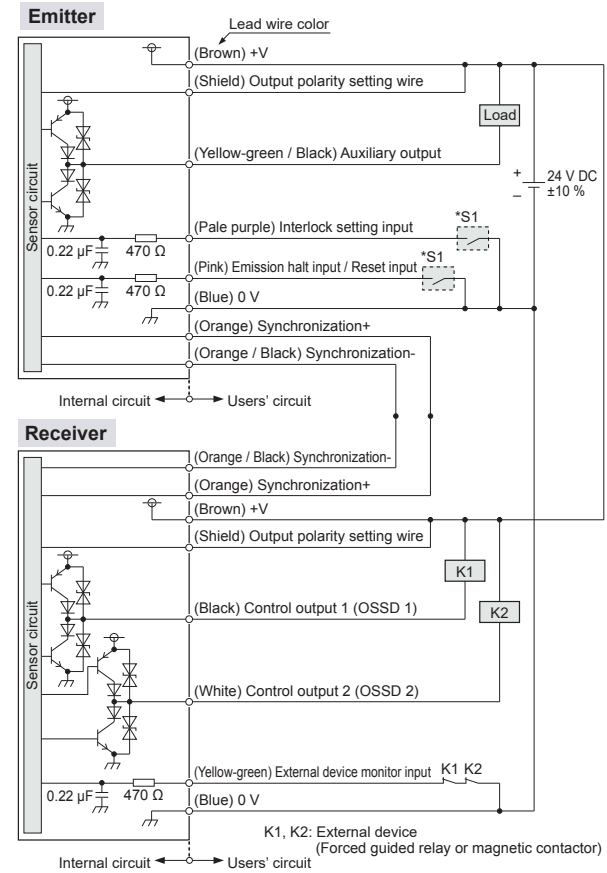 Emitter
Lead wire color
(Brown) +V
(Shield) Output polarity setting wire
Load
(Yellow-green / Black) Auxiliary output
+
–
24 V DC
±10 %
Sensor circuit
(Pale purple) Interlock setting input
*S1
0.22 µF
470 Ω
(Pink) Emission halt input / Reset input
*S1
0.22 µF
470 Ω
(Blue) 0 V
(Orange) Synchronization+
(Orange / Black) Synchronization-
Internal circuit
Users' circuit
Receiver
(Orange / Black) Synchronization-
(Orange) Synchronization+
(Brown) +V
(Shield) Output polarity setting wire
K1
(Black) Control output 1 (OSSD 1)
K2
Sensor circuit
(White) Control output 2 (OSSD 2)
(Yellow-green) External device monitor input
K1 K2
0.22 µF
470 Ω
(Blue) 0 V
K1, K2: External device
(Forced guided relay or magnetic contactor)
Internal circuit
Users' circuit